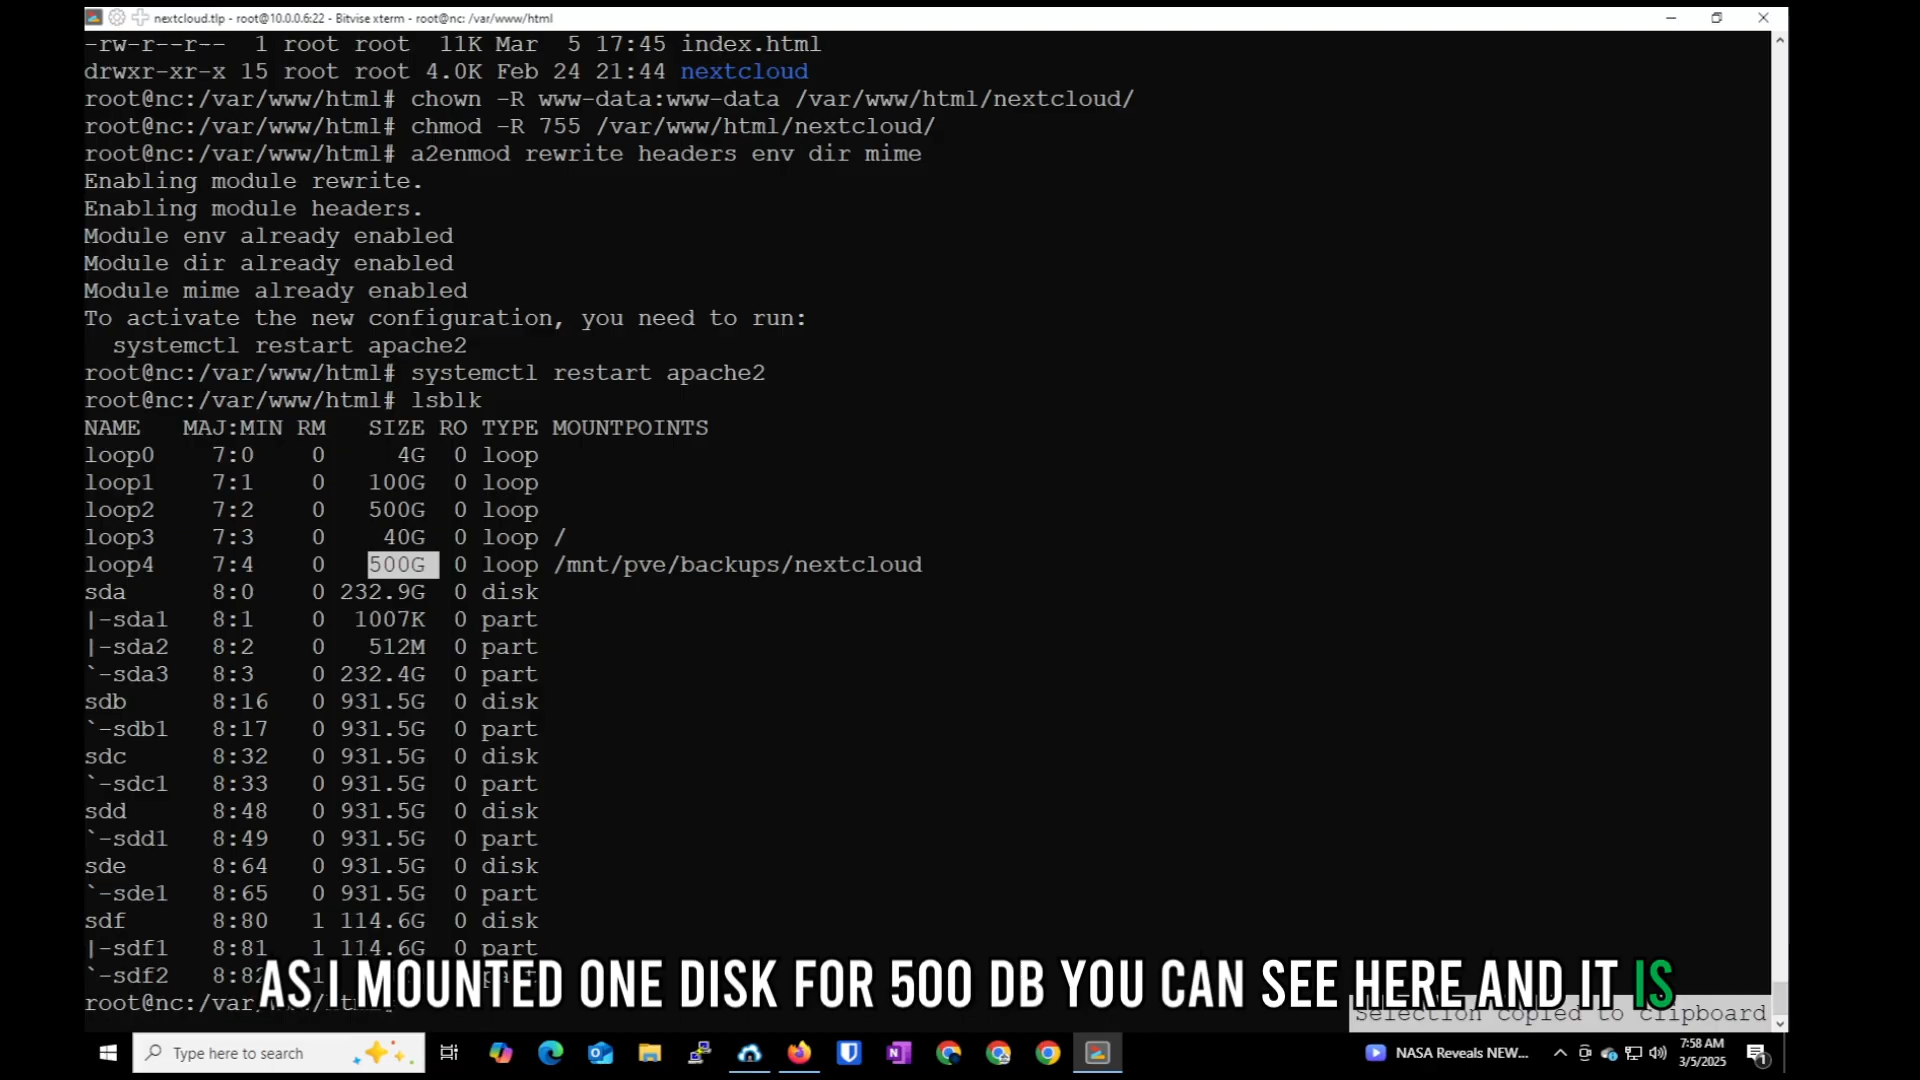 nextcloud.tlp - root@10.0.0.6:22 - Bitvise xterm - root@nc: /var/www/html
-rw-r--r--  1 root root  11K Mar  5 17:45 index.html
drwxr-xr-x 15 root root 4.0K Feb 24 21:44 nextcloud
root@nc:/var/www/html# chown -R www-data:www-data /var/www/html/nextcloud/
root@nc:/var/www/html# chmod -R 755 /var/www/html/nextcloud/
root@nc:/var/www/html# a2enmod rewrite headers env dir mime
Enabling module rewrite.
Enabling module headers.
Module env already enabled
Module dir already enabled
Module mime already enabled
To activate the new configuration, you need to run:
  systemctl restart apache2
root@nc:/var/www/html# systemctl restart apache2
root@nc:/var/www/html# lsblk
NAME   MAJ:MIN RM   SIZE RO TYPE MOUNTPOINTS
loop0    7:0    0     4G  0 loop
loop1    7:1    0   100G  0 loop
loop2    7:2    0   500G  0 loop
loop3    7:3    0    40G  0 loop /
loop4    7:4    0   500G  0 loop /mnt/pve/backups/nextcloud
sda      8:0    0 232.9G  0 disk
|-sda1   8:1    0  1007K  0 part
|-sda2   8:2    0   512M  0 part
`-sda3   8:3    0 232.4G  0 part
sdb      8:16   0 931.5G  0 disk
`-sdb1   8:17   0 931.5G  0 part
sdc      8:32   0 931.5G  0 disk
`-sdc1   8:33   0 931.5G  0 part
sdd      8:48   0 931.5G  0 disk
`-sdd1   8:49   0 931.5G  0 part
sde      8:64   0 931.5G  0 disk
`-sde1   8:65   0 931.5G  0 part
sdf      8:80   1 114.6G  0 disk
|-sdf1   8:81   1 114.6G  0 part
`-sdf2
AS I MOUNTED ONE DISK FOR 500 DB YOU CAN SEE HERE AND IT IS
root@nc:/var/
Selection copied to clipboard
Type here to search
NASA Reveals NEW...
7:58 AM
3/5/2025
1